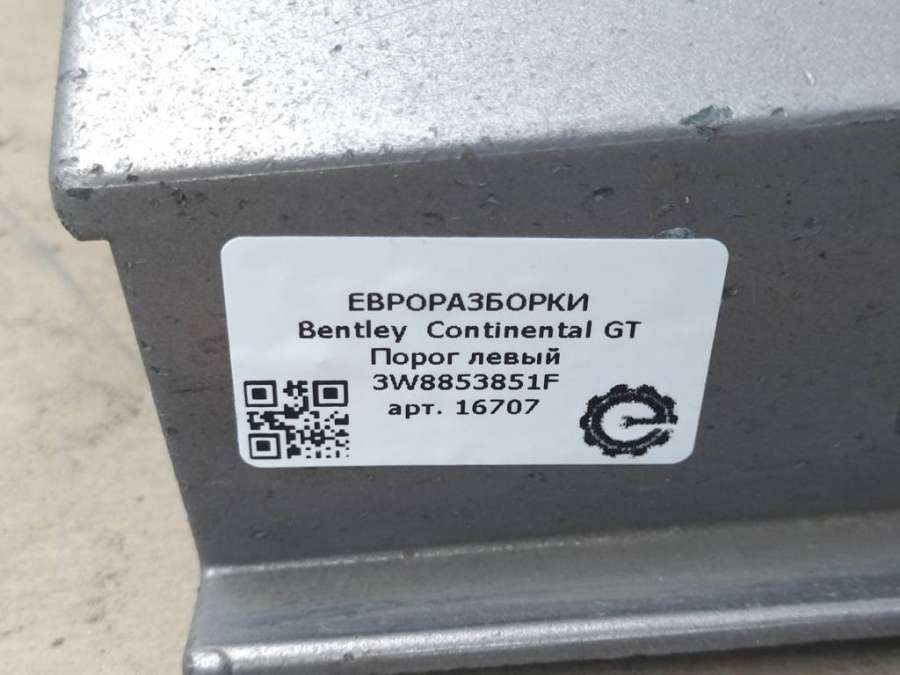 ЕВРОРАЗБОРКИ
Bentley Continental GT
Порог левый
3W8853851F
арт. 16707